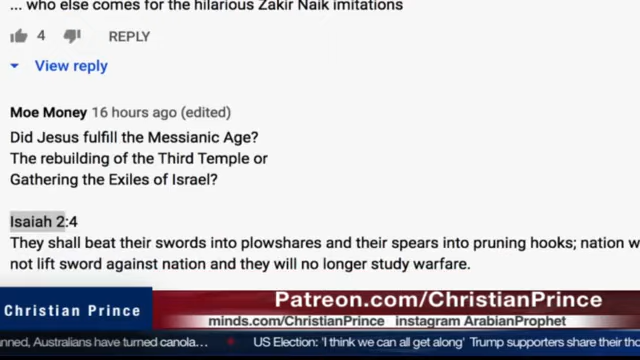 ... who else comes for the hilarious Zakir Naik imitations
4 REPLY
View reply
Moe Money 16 hours ago (edited)
Did Jesus fulfill the Messianic Age?
The rebuilding of the Third Temple or
Gathering the Exiles of Israel?
Isaiah 2:4
They shall beat their swords into plowshares and their spears into pruning hooks; nation w
not lift sword against nation and they will no longer study warfare.
Christian Prince
Patreon.com/ChristianPrince
minds.com/ChristianPrince instagram ArabianProphet
anned, Australians have turned canola... US Election: 'I think we can all get along' Trump supporters share their tho